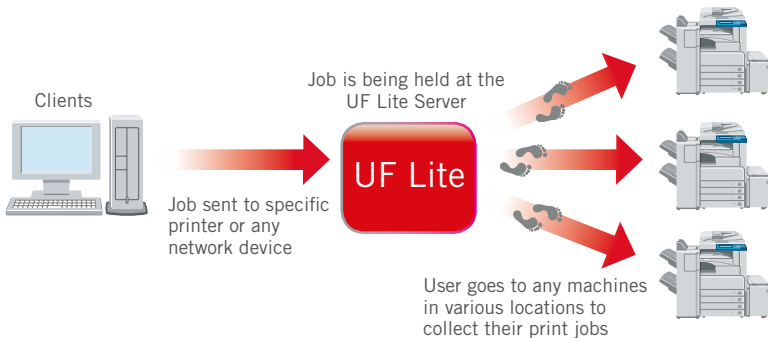 Clients
Job sent to specific
printer or any
network device
Job is being held at the
UF Lite Server
UF Lite
User goes to any machines
in various locations to
collect their print jobs